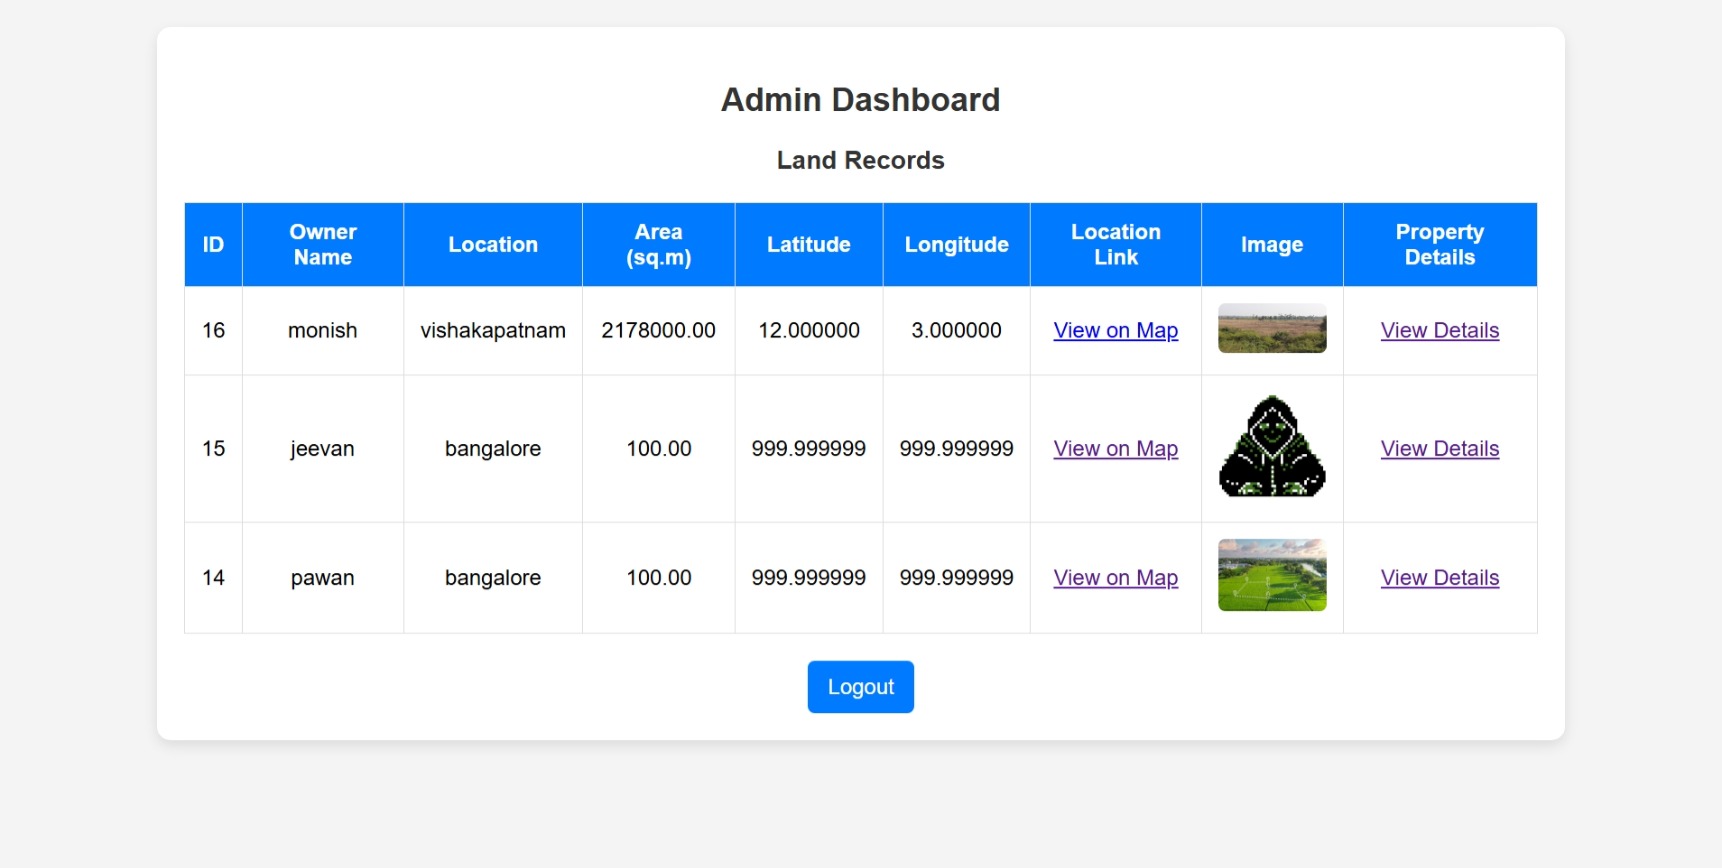 Admin Dashboard
Land Records
ID Owner Name Location Area (sq.m) Latitude Longitude Location Link Image Property Details
16 monish vishakapatnam 2178000.00 12.000000 3.000000 View on Map View Details
15 jeevan bangalore 100.00 999.999999 999.999999 View on Map View Details
14 pawan bangalore 100.00 999.999999 999.999999 View on Map View Details
Logout